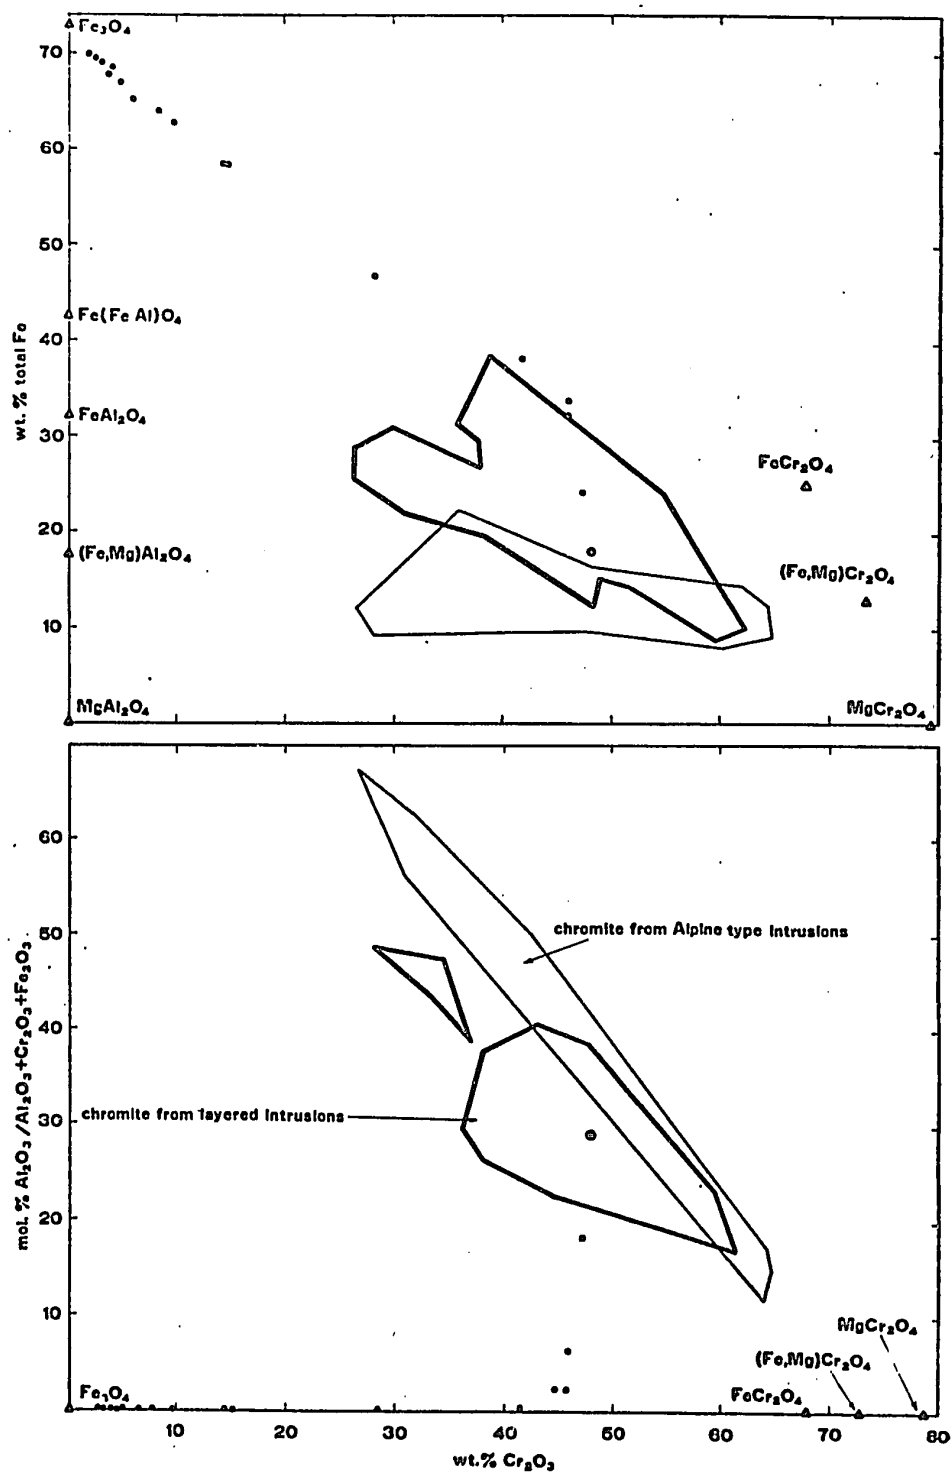 Fe₃O₄
70
60
50
Fe(Fe Al)O₄
40
wt. % total Fe
FeAl₂O₄
30
FeCr₂O₄
20
(Fe,Mg)Al₂O₄
(Fe,Mg)Cr₂O₄
10
MgAl₂O₄
MgCr₂O₄
60
50
chromite from Alpine type Intrusions
mol. % Al₂O₃/Al₂O₃+Cr₂O₃+Fe₂O₃
40
chromite from layered Intrusions
30
20
10
MgCr₂O₄
(Fe,Mg)Cr₂O₄
FeCr₂O₄
Fe₃O₄
10 20 30 40 50 60 70 80
wt.% Cr₂O₃